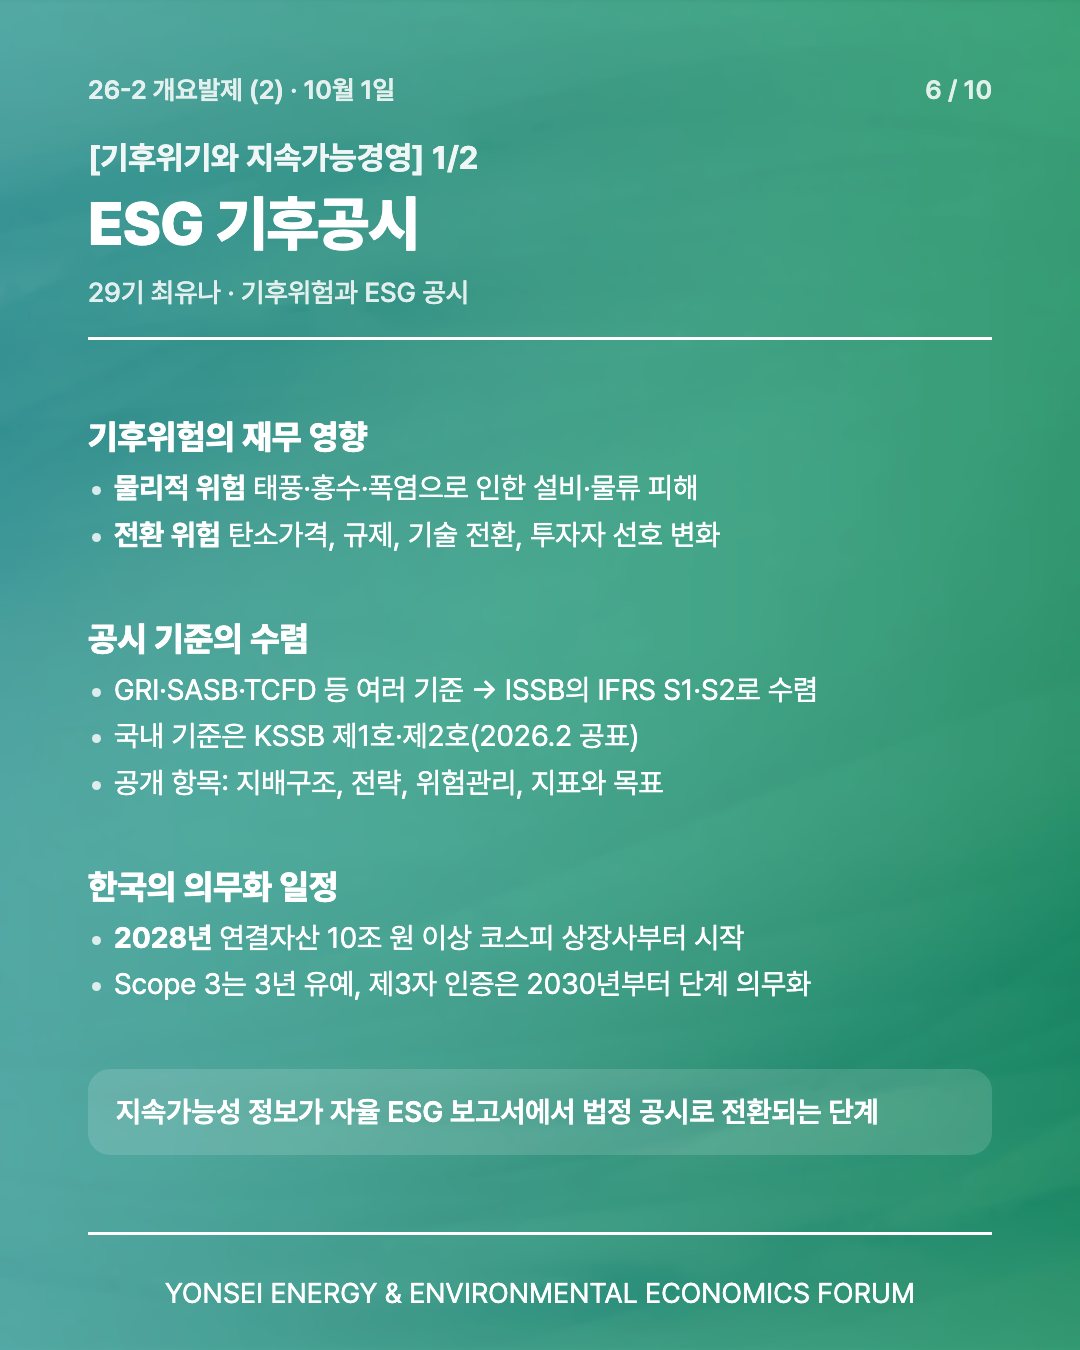 26-2 개요발제 (2) · 10월 1일
6 / 10
[기후위기와 지속가능경영] 1/2
ESG 기후공시
29기 최유나 · 기후위험과 ESG 공시
기후위험의 재무 영향
• 물리적 위험 태풍·홍수·폭염으로 인한 설비·물류 피해
• 전환 위험 탄소가격, 규제, 기술 전환, 투자자 선호 변화
공시 기준의 수렴
• GRI·SASB·TCFD 등 여러 기준 → ISSB의 IFRS S1·S2로 수렴
• 국내 기준은 KSSB 제1호·제2호(2026.2 공표)
• 공개 항목: 지배구조, 전략, 위험관리, 지표와 목표
한국의 의무화 일정
• 2028년 연결자산 10조 원 이상 코스피 상장사부터 시작
• Scope 3는 3년 유예, 제3자 인증은 2030년부터 단계 의무화
지속가능성 정보가 자율 ESG 보고서에서 법정 공시로 전환되는 단계
YONSEI ENERGY & ENVIRONMENTAL ECONOMICS FORUM